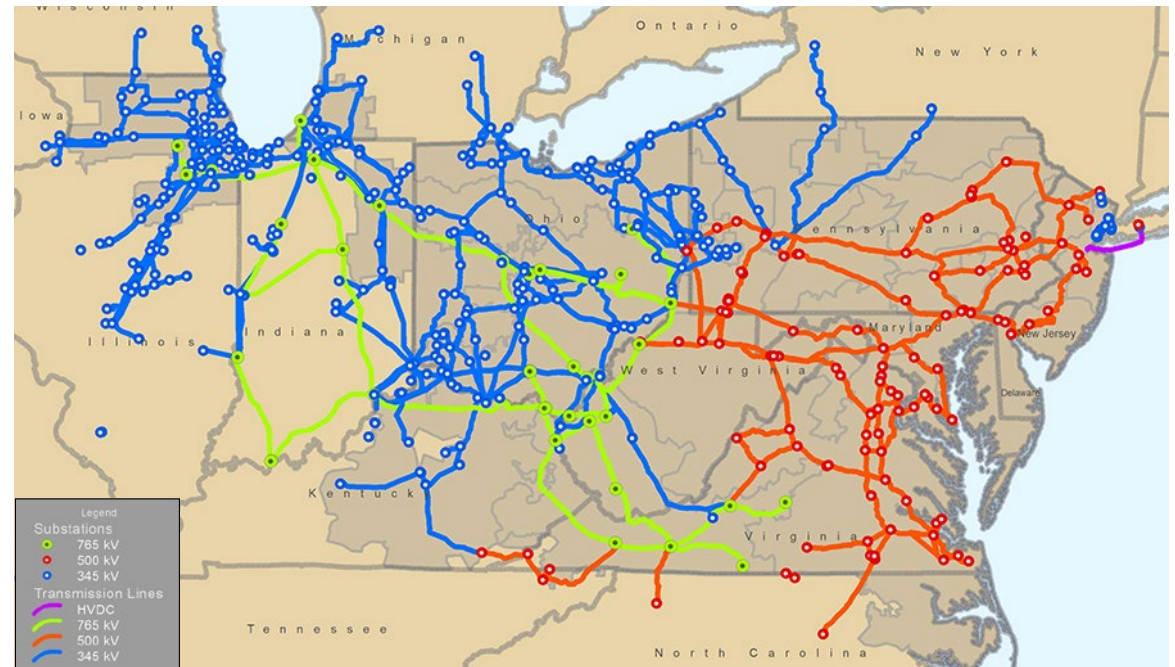 Wisconsin
Michigan
Ontario
New York
Iowa
Ohio
ennsylvania
Indiana
Illinois
Maryland
New Jersey
West Virginia
Delaware
Kentucky
Virginia
Tennessee
North Carolina
Legend
Substations
765 kV
500 kV
345 kV
Transmission Lines
HVDC
765 kV
500 kV
345 kV